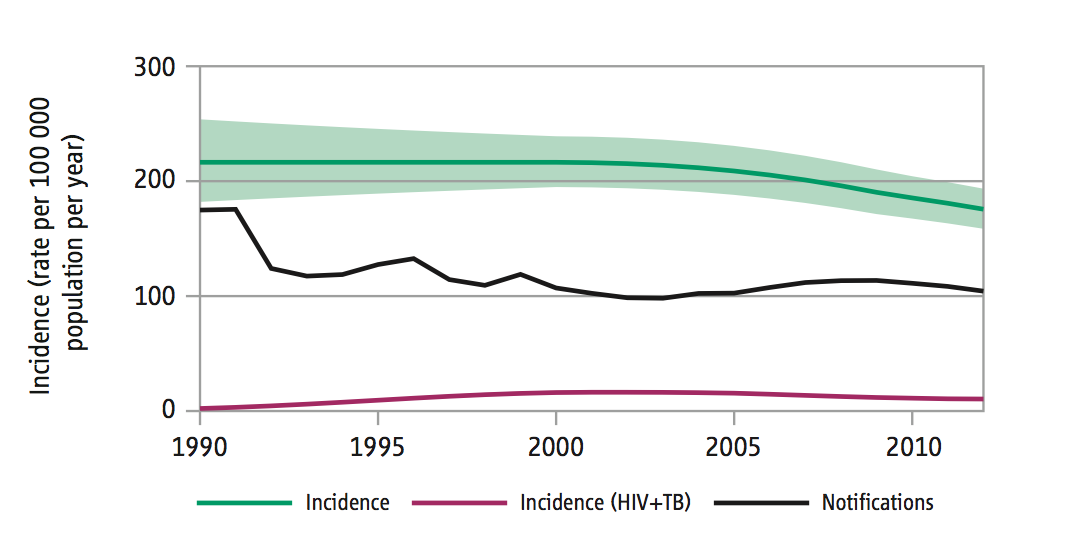 Incidence (rate per 100 000
population per year)
300
200
100
0
1990 1995 2000 2005 2010
Incidence Incidence (HIV+TB) Notifications